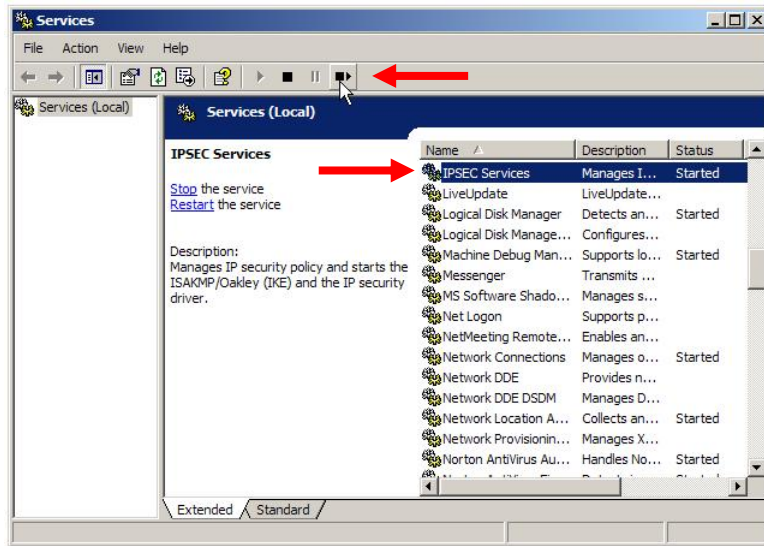 Services
File Action View Help
Services (Local)
Services (Local)
IPSEC Services
Stop the service
Restart the service
Description:
Manages IP security policy and starts the
ISAKMP/Oakley (IKE) and the IP security
driver.
Name Description Status
IPSEC Services Manages I... Started
LiveUpdate LiveUpdate...
Logical Disk Manager Detects an... Started
Logical Disk Manage... Configures...
Machine Debug Man... Supports lo... Started
Messenger Transmits ...
MS Software Shado... Manages s...
Net Logon Supports p...
NetMeeting Remote... Enables an...
Network Connections Manages o... Started
Network DDE Provides n...
Network DDE DSDM Manages D...
Network Location A... Collects an... Started
Network Provisionin... Manages X...
Norton AntiVirus Au... Handles No... Started
Extended Standard